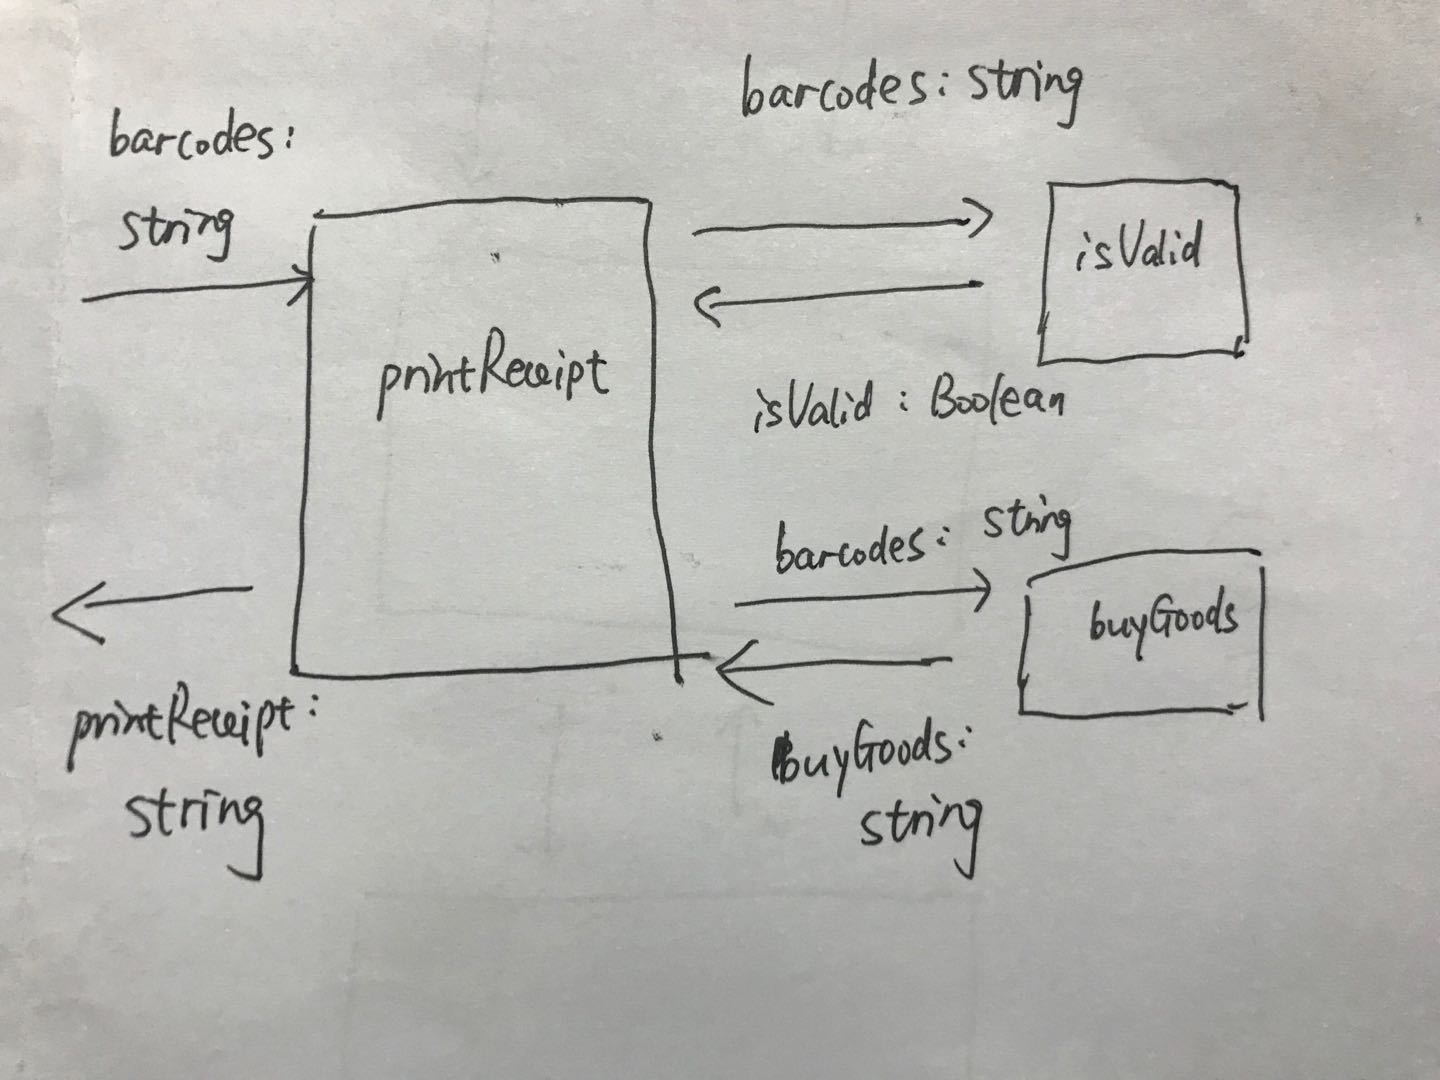 barcodes:
string
printReceipt
printReceipt:
string
barcodes: string
isValid
isValid: Boolean
barcodes: string
buyGoods
buyGoods:
string